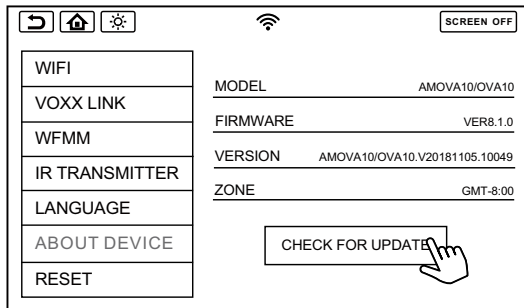 SCREEN OFF
WIFI
VOXX LINK
WFMM
IR TRANSMITTER
LANGUAGE
ABOUT DEVICE
RESET
MODEL AMOVA10/OVA10
FIRMWARE VER8.1.0
VERSION AMOVA10/OVA10.V20181105.10049
ZONE GMT-8:00
CHECK FOR UPDATE